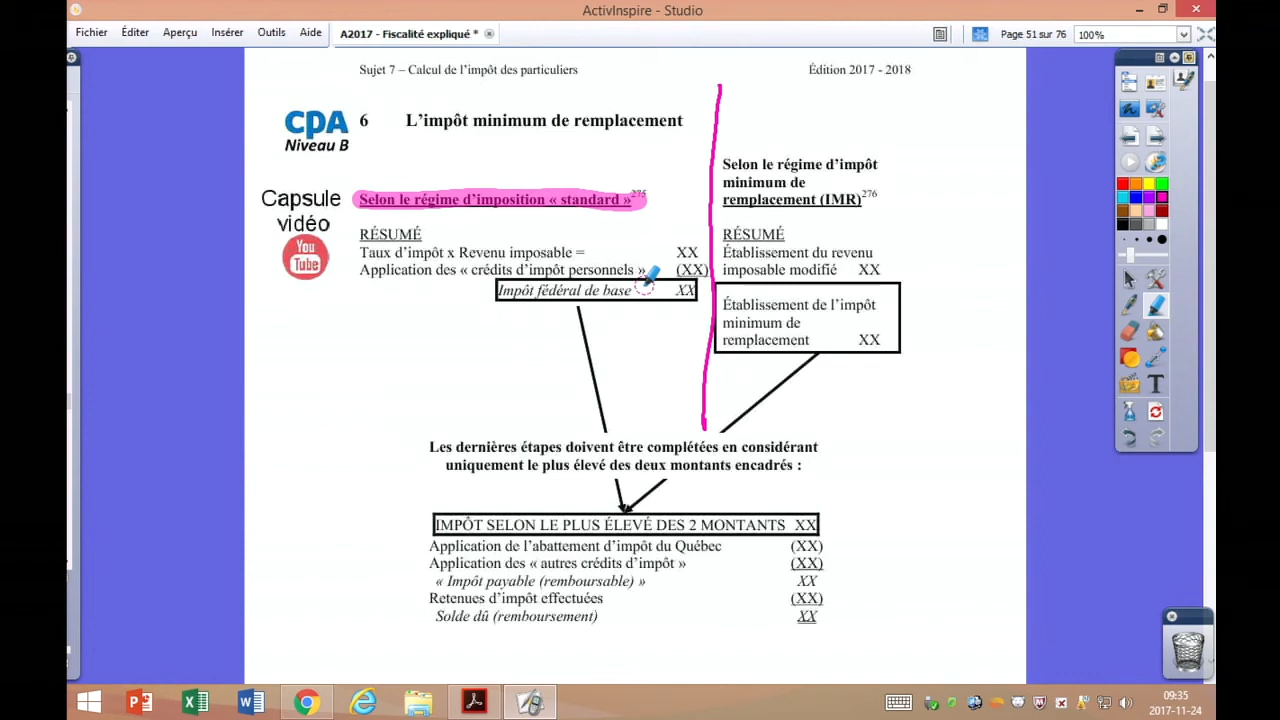 ActivInspire - Studio
Fichier Éditer Aperçu Insérer Outils Aide
A2017 - Fiscalité expliqué *
Page 51 sur 76
100%
Sujet 7 – Calcul de l'impôt des particuliers
Édition 2017 - 2018
CPA
Niveau B
6 L'impôt minimum de remplacement
Capsule
vidéo
You
Tube
Selon le régime d'imposition « standard »275
RÉSUMÉ
Taux d'impôt x Revenu imposable = XX
Application des « crédits d'impôt personnels » (XX)
Impôt fédéral de base XX
Selon le régime d'impôt
minimum de
remplacement (IMR)276
RÉSUMÉ
Établissement du revenu
imposable modifié XX
Établissement de l'impôt
minimum de
remplacement XX
Les dernières étapes doivent être complétées en considérant
uniquement le plus élevé des deux montants encadrés :
IMPÔT SELON LE PLUS ÉLEVÉ DES 2 MONTANTS XX
Application de l'abattement d'impôt du Québec (XX)
Application des « autres crédits d'impôt » (XX)
« Impôt payable (remboursable) » XX
Retenues d'impôt effectuées (XX)
Solde dû (remboursement) XX
09:35
2017-11-24